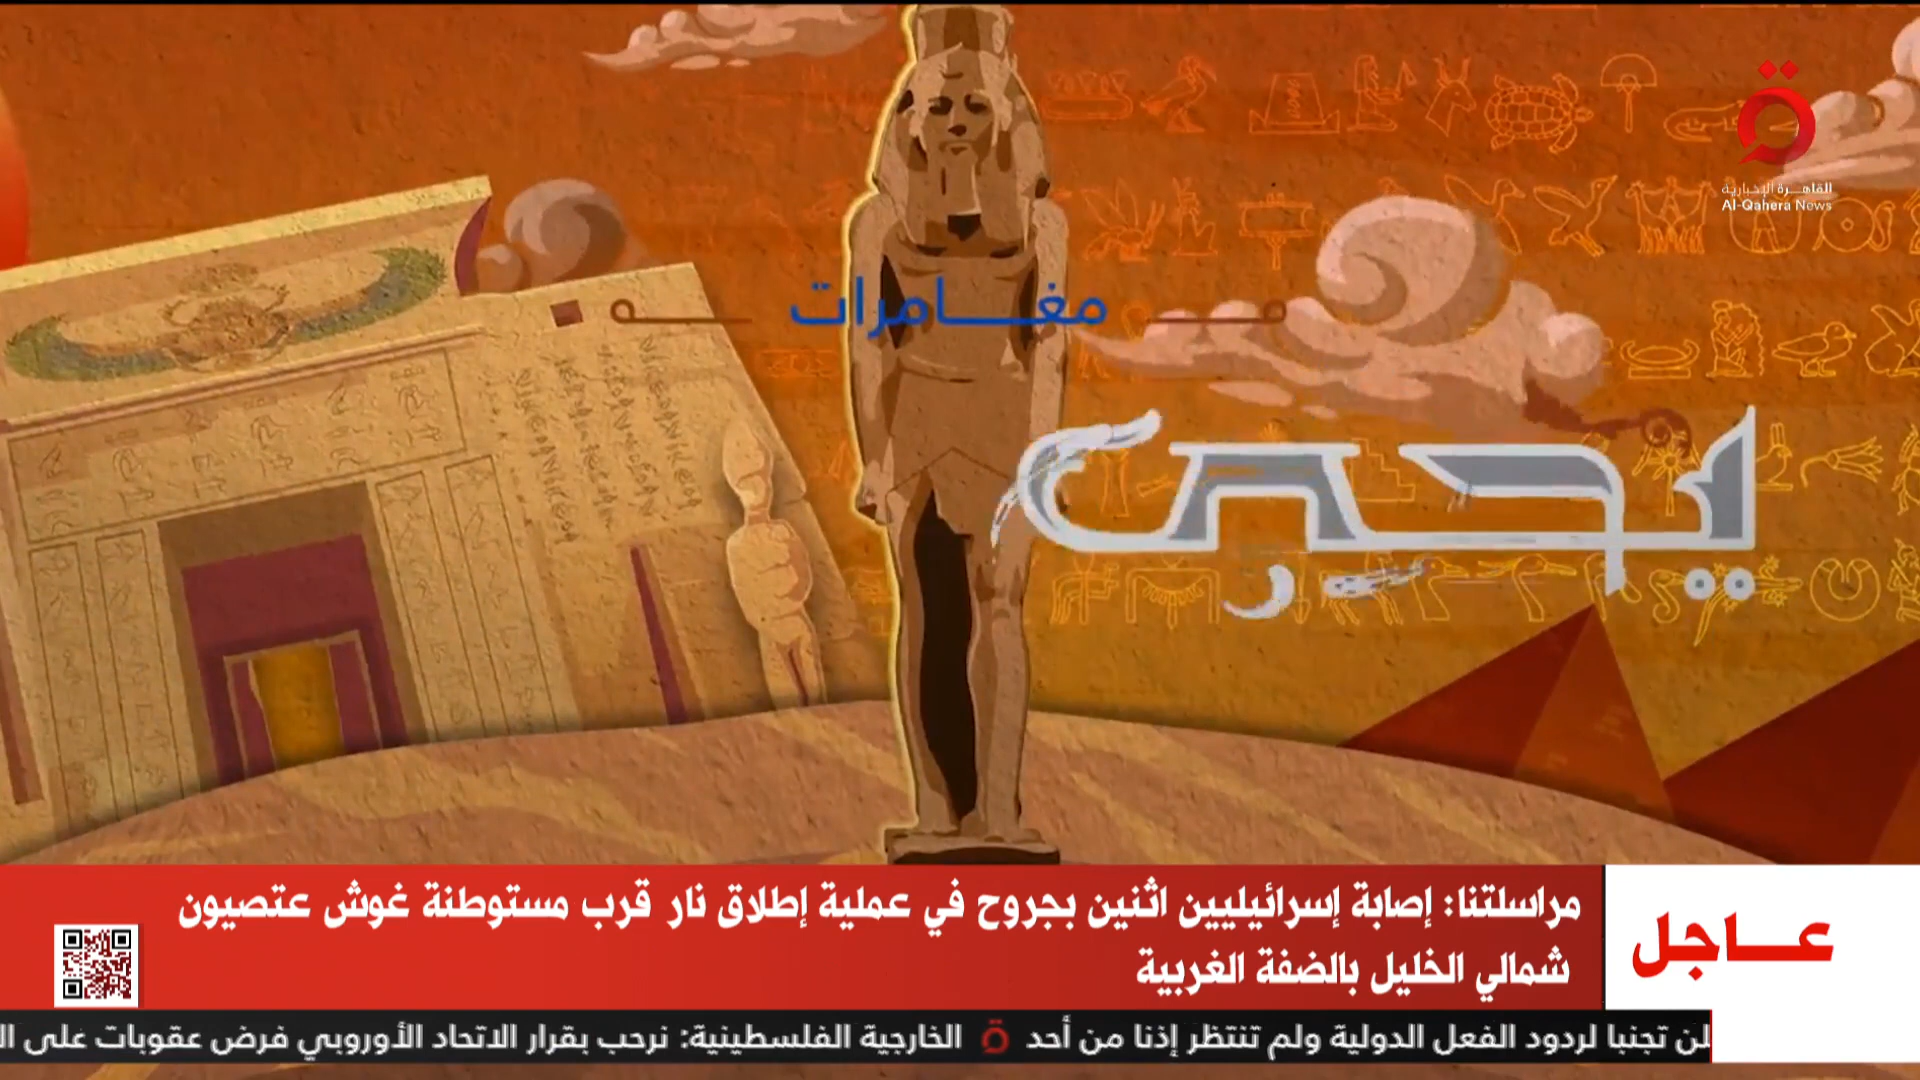 القاهرة الإخبارية
Al-Qahera News
مغامرات
يحيى
مراسلتنا: إصابة إسرائيليين اثنين بجروح في عملية إطلاق نار قرب مستوطنة غوش عتصيون
شمالي الخليل بالضفة الغربية
عاجل
لن تجنبا لردود الفعل الدولية ولم تنتظر إذنا من أحد الخارجية الفلسطينية: نرحب بقرار الاتحاد الأوروبي فرض عقوبات على ال